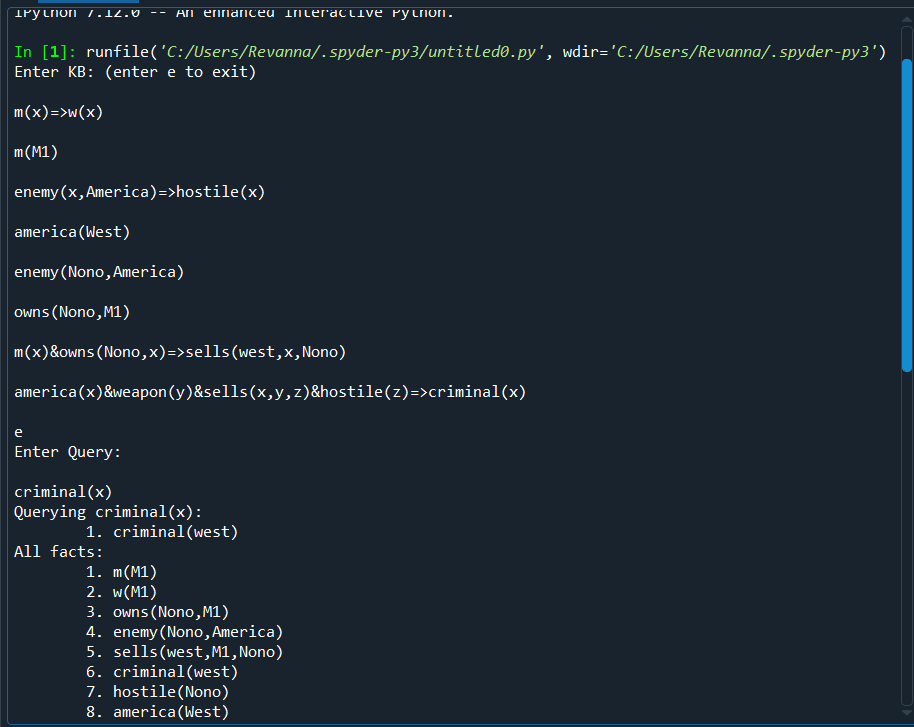 IPython 7.12.0 -- An enhanced Interactive Python.
In [1]: runfile('C:/Users/Revanna/.spyder-py3/untitled0.py', wdir='C:/Users/Revanna/.spyder-py3')
Enter KB: (enter e to exit)
m(x)=>w(x)
m(M1)
enemy(x,America)=>hostile(x)
america(West)
enemy(Nono,America)
owns(Nono,M1)
m(x)&owns(Nono,x)=>sells(west,x,Nono)
america(x)&weapon(y)&sells(x,y,z)&hostile(z)=>criminal(x)
e
Enter Query:
criminal(x)
Querying criminal(x):
1. criminal(west)
All facts:
1. m(M1)
2. w(M1)
3. owns(Nono,M1)
4. enemy(Nono,America)
5. sells(west,M1,Nono)
6. criminal(west)
7. hostile(Nono)
8. america(West)